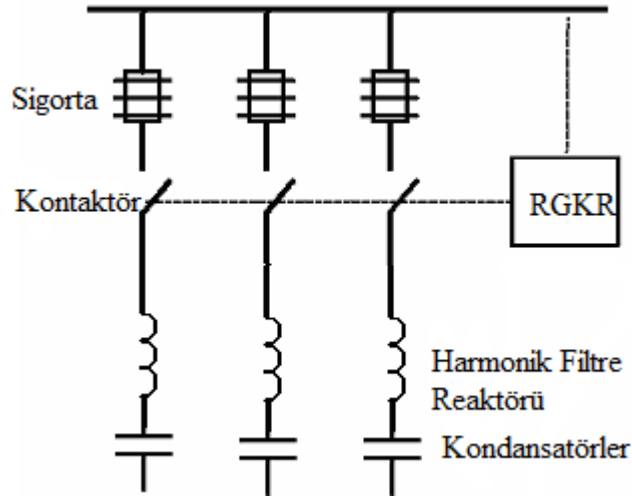 Sigorta
Kontaktör
RGKR
Harmonik Filtre
Reaktörü
Kondansatörler